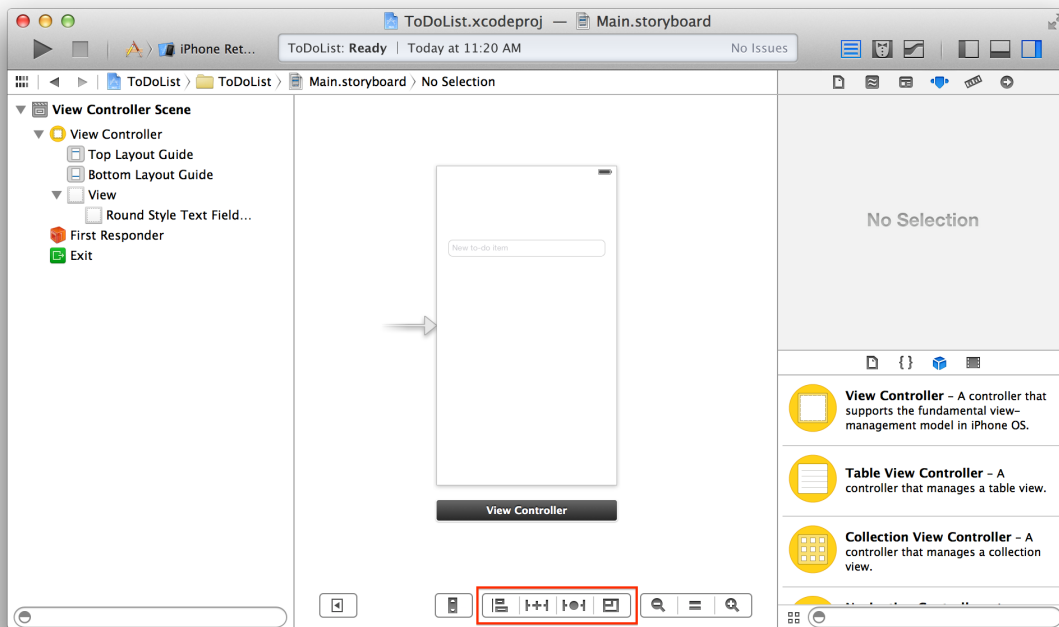 ToDoList.xcodeproj — Main.storyboard
iPhone Ret...
ToDoList: Ready | Today at 11:20 AM
No Issues
ToDoList
ToDoList
Main.storyboard
No Selection
View Controller Scene
View Controller
Top Layout Guide
Bottom Layout Guide
View
Round Style Text Field...
First Responder
Exit
New to-do item
View Controller
No Selection
{ }
View Controller – A controller that
supports the fundamental view-
management model in iPhone OS.
Table View Controller – A
controller that manages a table view.
Collection View Controller – A
controller that manages a collection
view.